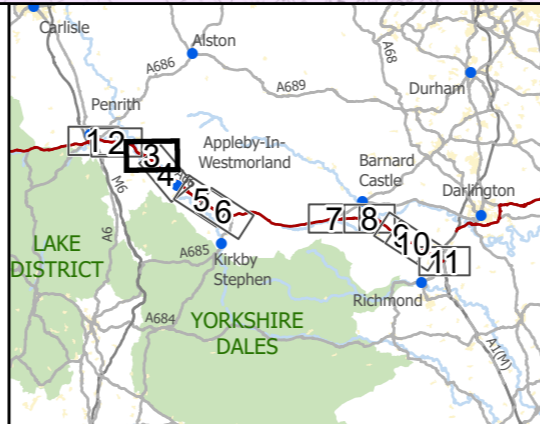 Carlisle
Alston
A686
A68
A689
Durham
Penrith
1
2
3
4
Appleby-In-
Westmorland
Barnard
Castle
Darlington
M6
A6
5
6
7
8
9
10
11
LAKE
DISTRICT
A685
Kirkby
Stephen
Richmond
A684
YORKSHIRE
DALES
A1(M)